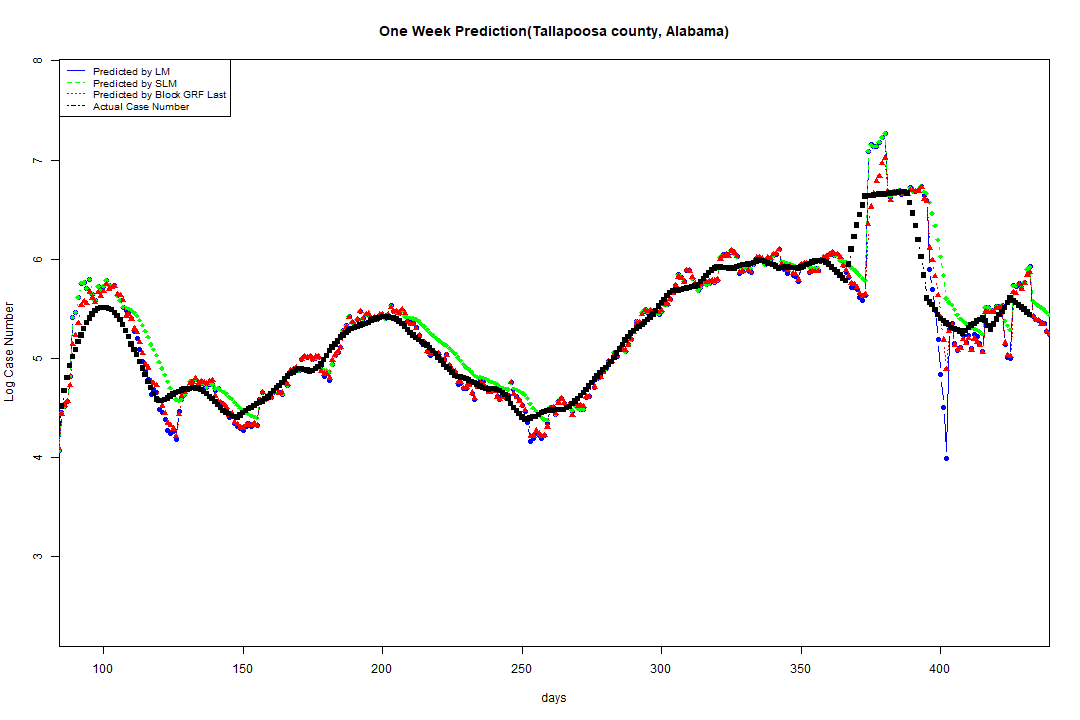 One Week Prediction(Tallapoosa county, Alabama)
Predicted by LM
Predicted by SLM
Predicted by Block GRF Last
Actual Case Number
8
7
6
5
4
3
Log Case Number
100 150 200 250 300 350 400
days